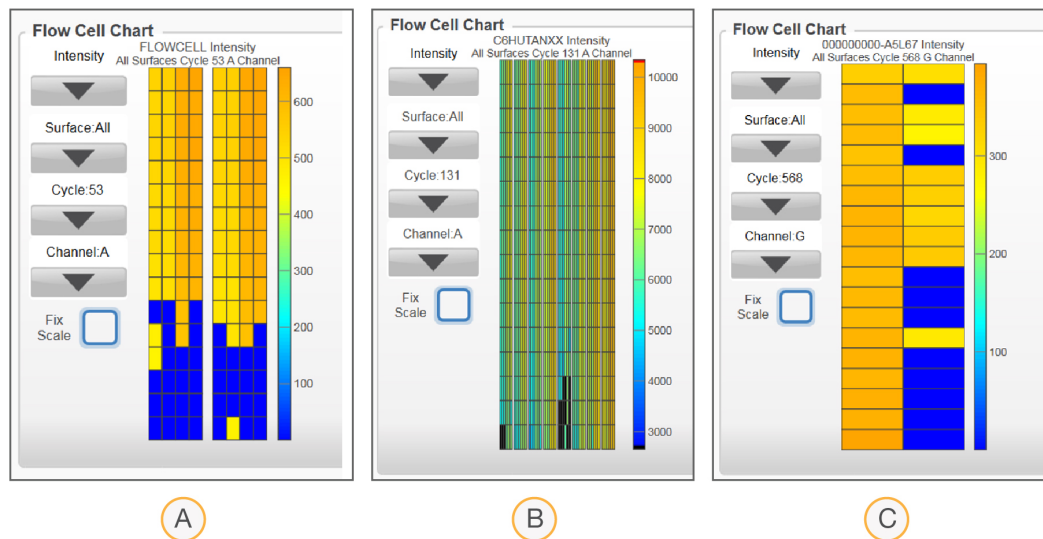 Flow Cell Chart
Intensity
FLOWCELL Intensity
All Surfaces Cycle 53 A Channel
Surface:All
Cycle:53
Channel:A
Fix
Scale
600
500
400
300
200
100
A
Flow Cell Chart
Intensity
C6HUTANXX Intensity
All Surfaces Cycle 131 A Channel
Surface:All
Cycle:131
Channel:A
Fix
Scale
10000
9000
8000
7000
6000
5000
4000
3000
B
Flow Cell Chart
Intensity
000000000-A5L67 Intensity
All Surfaces Cycle 568 G Channel
Surface:All
Cycle:568
Channel:G
Fix
Scale
300
200
100
C